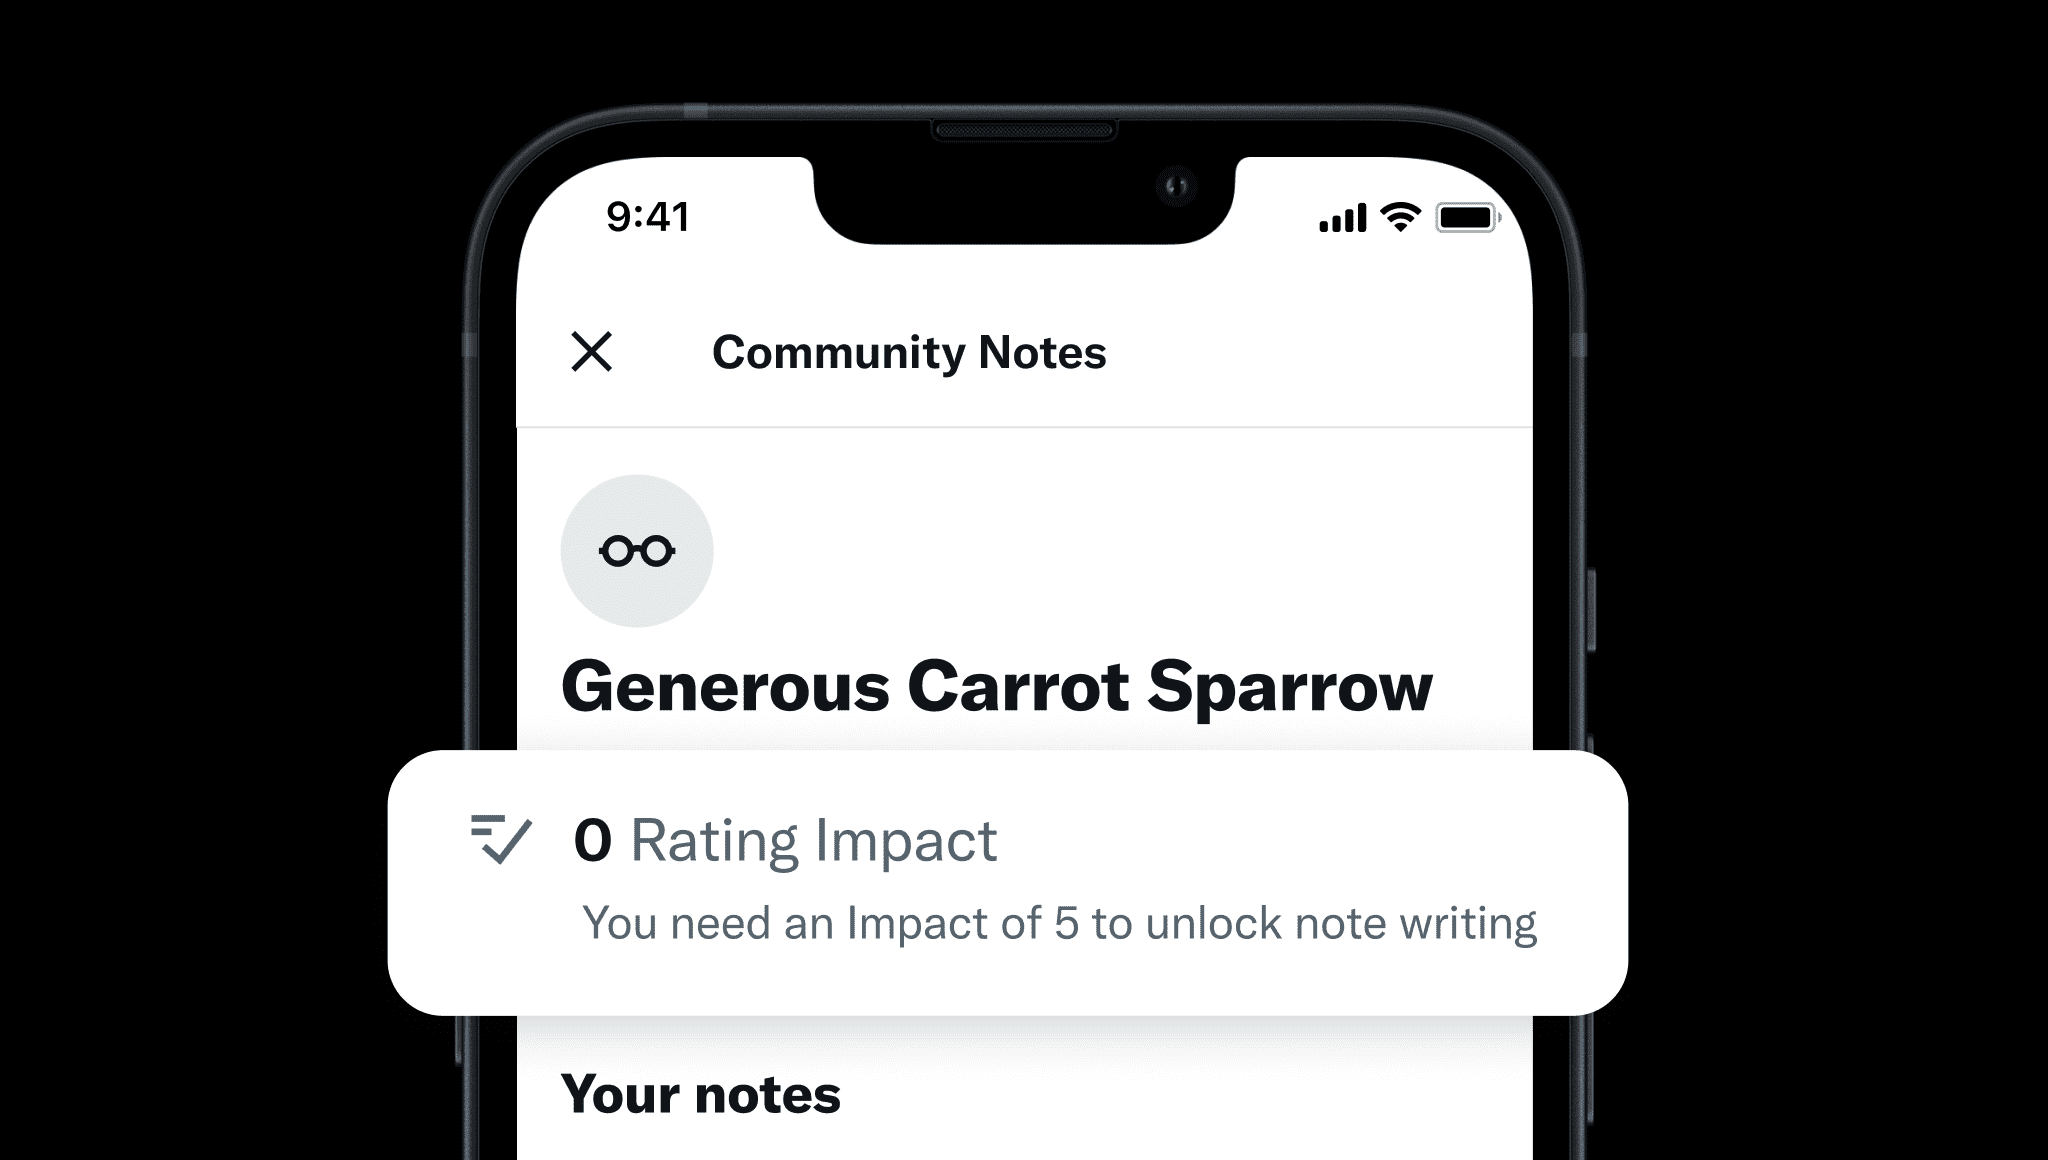 9:41
Community Notes
Generous Carrot Sparrow
0 Rating Impact
You need an Impact of 5 to unlock note writing
Your notes